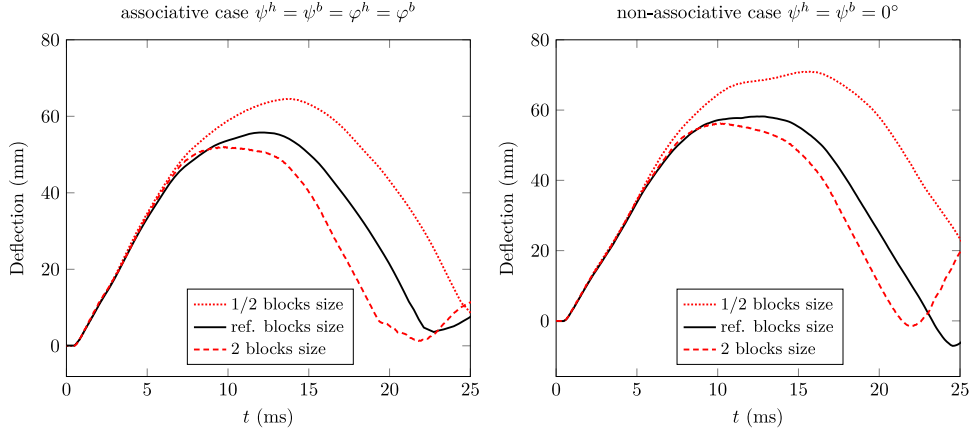 associative case ψ^h = ψ^b = φ^h = φ^b
80
60
40
20
0
0 5 10 15 20 25
Deflection (mm)
t (ms)
1/2 blocks size
ref. blocks size
2 blocks size
non-associative case ψ^h = ψ^b = 0°
80
60
40
20
0
0 5 10 15 20 25
Deflection (mm)
t (ms)
1/2 blocks size
ref. blocks size
2 blocks size